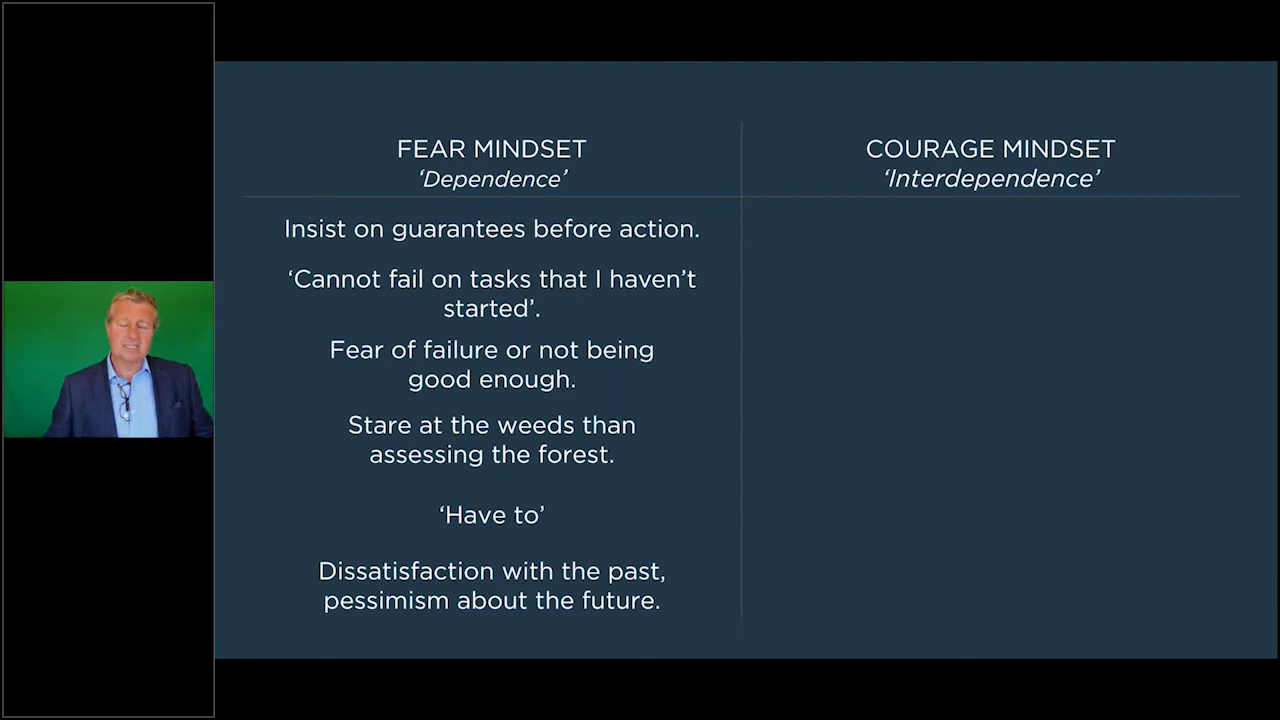 FEAR MINDSET
‘Dependence’
COURAGE MINDSET
‘Interdependence’
Insist on guarantees before action.
‘Cannot fail on tasks that I haven’t
started’.
Fear of failure or not being
good enough.
Stare at the weeds than
assessing the forest.
‘Have to’
Dissatisfaction with the past,
pessimism about the future.